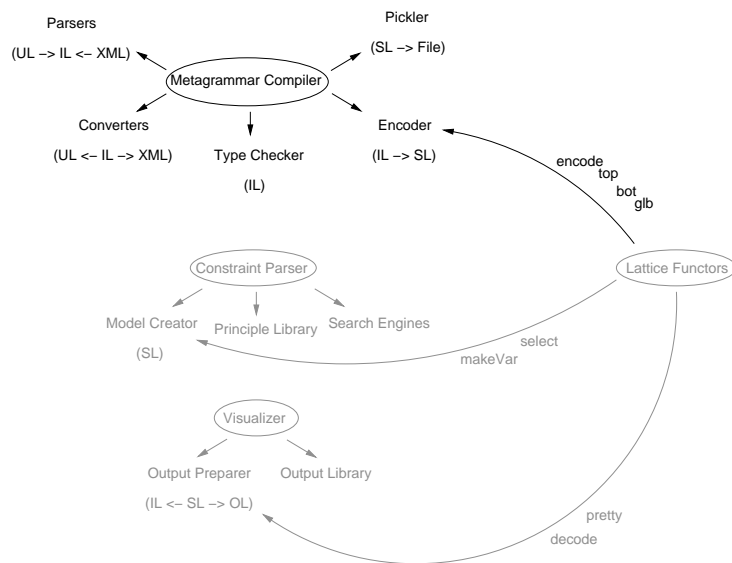 Parsers
(UL −> IL <− XML)
Pickler
(SL −> File)
Metagrammar Compiler
Converters
(UL <− IL −> XML)
Type Checker
(IL)
Encoder
(IL −> SL)
encode
top
bot
glb
Constraint Parser
Lattice Functors
Model Creator
(SL)
Principle Library
Search Engines
select
makeVar
Visualizer
Output Preparer
(IL <− SL −> OL)
Output Library
pretty
decode